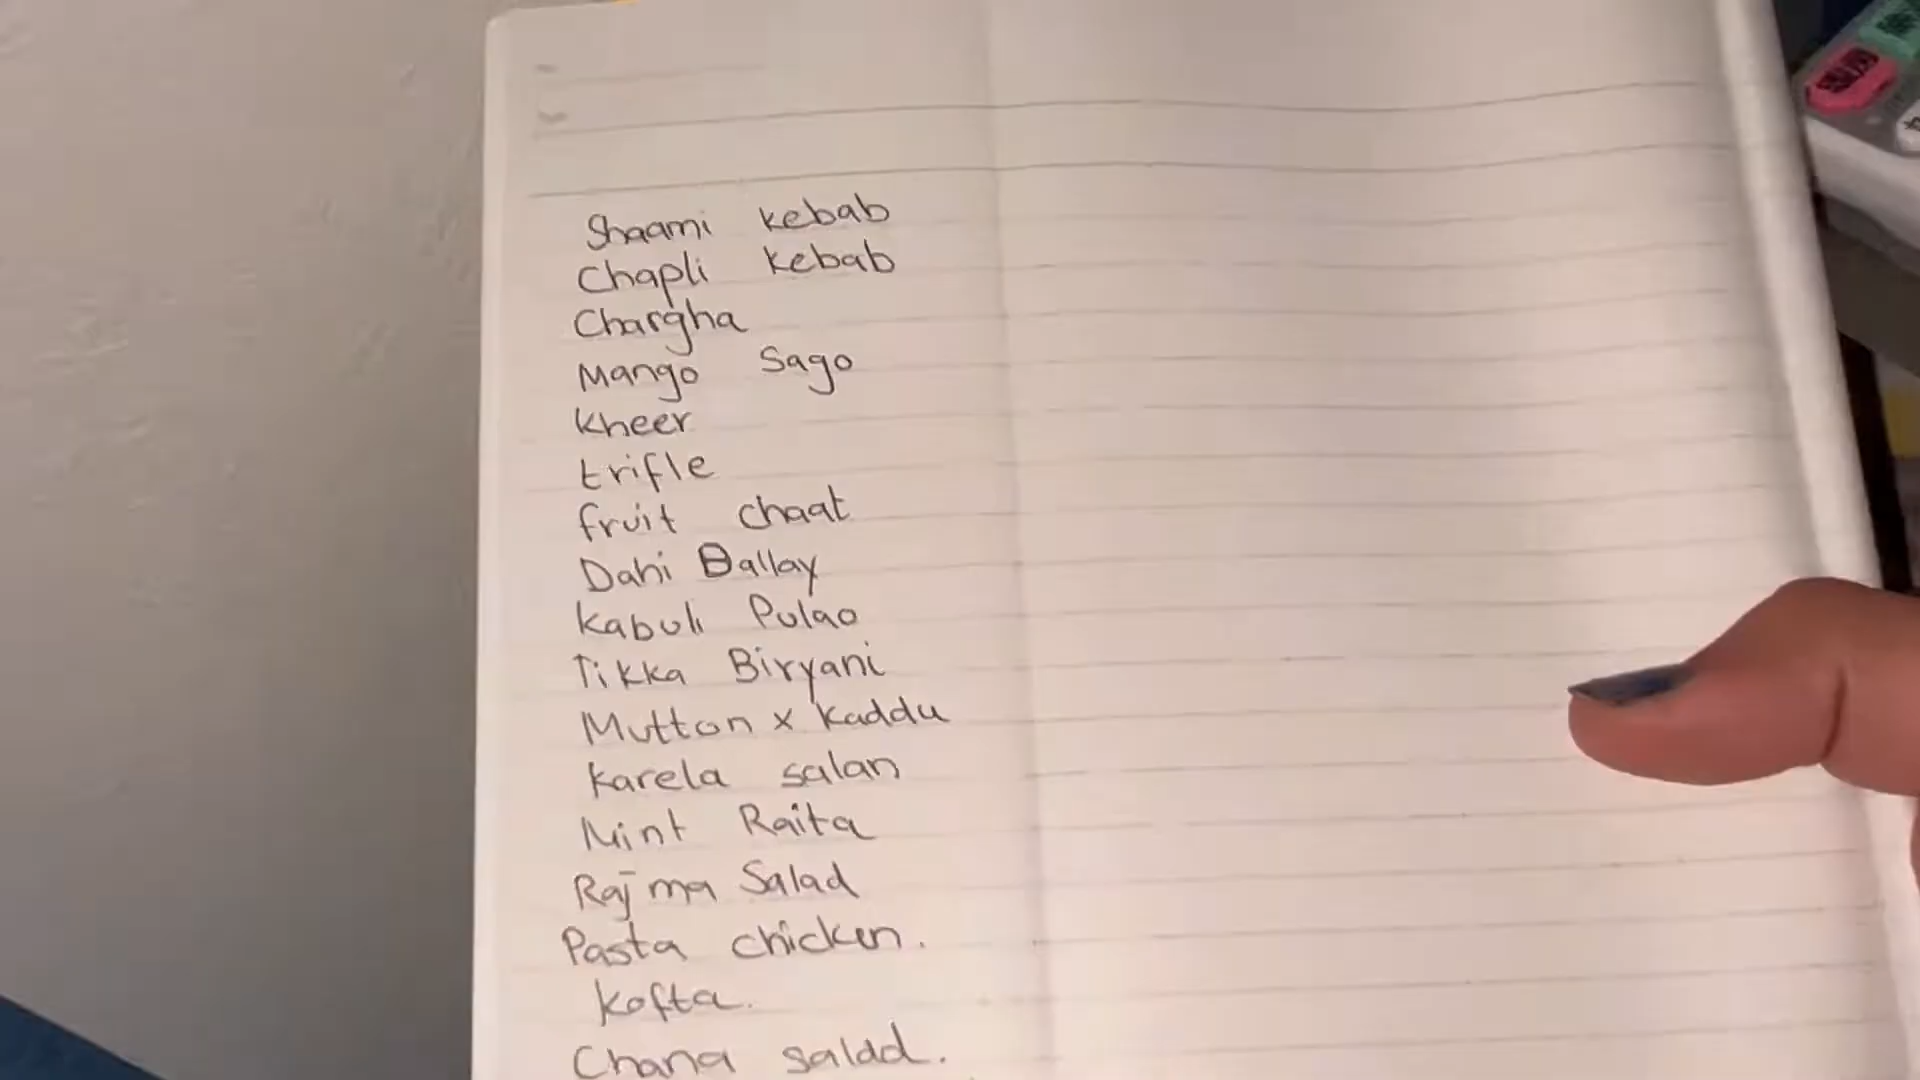 Shaami kebab
Chapli kebab
Chargha
Mango Sago
kheer
trifle
fruit chaat
Dahi Ballay
Kabuli Pulao
Tikka Biryani
Mutton x kaddu
karela salan
Mint Raita
Rajma Salad
Pasta chicken.
kofta.
Chana salad.